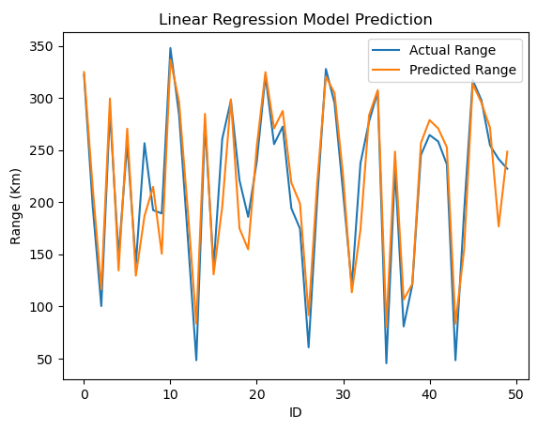 Linear Regression Model Prediction
Actual Range
Predicted Range
350
300
250
200
150
100
50
Range (Km)
0
10
20
30
40
50
ID